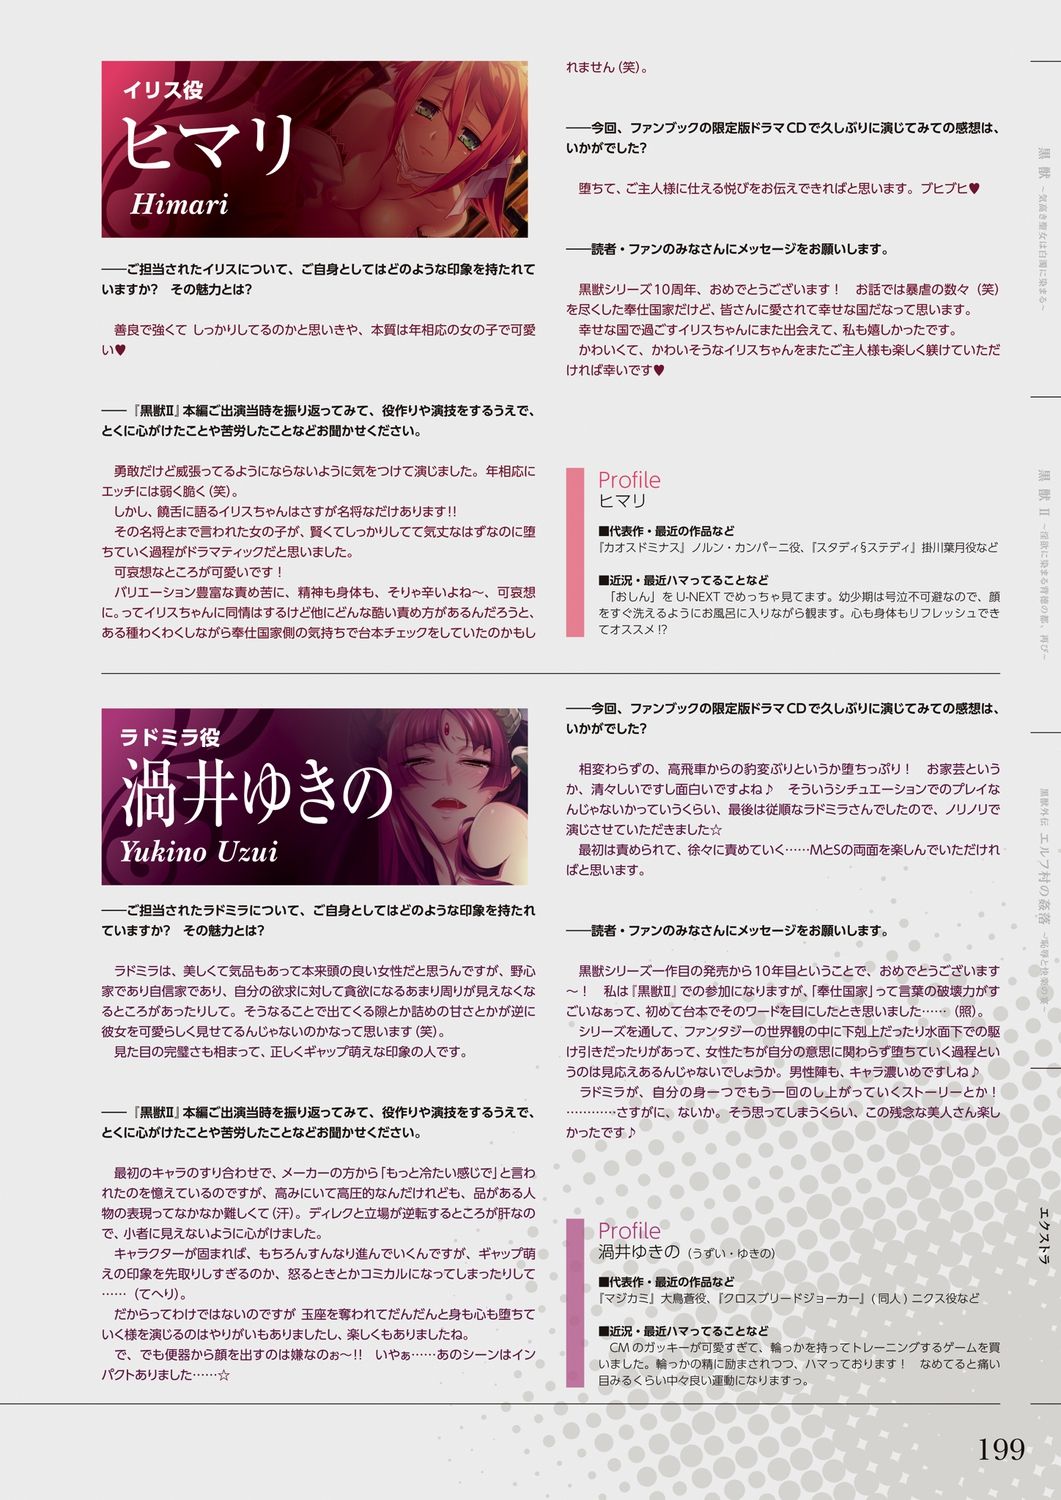 イリス役
ヒマリ
Himari
――ご担当されたイリスについて、ご自身としてはどのような印象を持たれて
いますか？　その魅力とは？
　善良で強くて しっかりしてるのかと思いきや、本質は年相応の女の子で可愛
い♥
――『黒獣Ⅱ』本編ご出演当時を振り返ってみて、役作りや演技をするうえで、
とくに心がけたことや苦労したことなどお聞かせください。
　勇敢だけど威張ってるようにならないように気をつけて演じました。年相応に
エッチには弱く脆く（笑）。
　しかし、饒舌に語るイリスちゃんはさすが名将なだけあります!!
　その名将とまで言われた女の子が、賢くてしっかりしてて気丈なはずなのに堕
ちていく過程がドラマティックだと思いました。
　可哀想なところが可愛いです！
　バリエーション豊富な責め苦に、精神も身体も、そりゃ辛いよね〜、可哀想
に。ってイリスちゃんに同情はするけど他にどんな酷い責め方があるんだろうと、
ある種わくわくしながら奉仕国家側の気持ちで台本チェックをしていたのかもし
れません（笑）。
――今回、ファンブックの限定版ドラマCDで久しぶりに演じてみての感想は、
いかがでした？
　堕ちて、ご主人様に仕える悦びをお伝えできればと思います。ブヒブヒ♥
――読者・ファンのみなさんにメッセージをお願いします。
　黒獣シリーズ10周年、おめでとうございます！　お話では暴虐の数々（笑）
を尽くした奉仕国家だけど、皆さんに愛されて幸せな国だなって思います。
　幸せな国で過ごすイリスちゃんにまた出会えて、私も嬉しかったです。
　かわいくて、かわいそうなイリスちゃんをまたご主人様も楽しく躾けていただ
ければ幸いです♥
Profile
ヒマリ
■代表作・最近の作品など
『カオスドミナス』ノルン・カンパーニ役、『スタディ§ステディ』掛川葉月役など
■近況・最近ハマってることなど
　「おしん」をU-NEXTでめっちゃ見てます。幼少期は号泣不可避なので、顔
をすぐ洗えるようにお風呂に入りながら観ます。心も身体もリフレッシュでき
てオススメ!?
ラドミラ役
渦井ゆきの
Yukino Uzui
――ご担当されたラドミラについて、ご自身としてはどのような印象を持たれ
ていますか？　その魅力とは？
　ラドミラは、美しくて気品もあって本来頭の良い女性だと思うんですが、野心
家であり自信家であり、自分の欲求に対して貪欲になるあまり周りが見えなくな
るところがあったりして。そうなることで出てくる隙とか詰めの甘さとかが逆に
彼女を可愛らしく見せてるんじゃないのかなって思います（笑）。
　見た目の完璧さも相まって、正しくギャップ萌えな印象の人です。
――『黒獣Ⅱ』本編ご出演当時を振り返ってみて、役作りや演技をするうえで、
とくに心がけたことや苦労したことなどお聞かせください。
　最初のキャラのすり合わせで、メーカーの方から「もっと冷たい感じで」と言わ
れたのを憶えているのですが、高みにいて高圧的なんだけれども、品がある人
物の表現ってなかなか難しくて（汗）。ディレクと立場が逆転するところが肝なの
で、小者に見えないように心がけました。
　キャラクターが固まれば、もちろんすんなり進んでいくんですが、ギャップ萌
えの印象を先取りしすぎるのか、怒るときとかコミカルになってしまったりして
……（てへり）。
　だからってわけではないのですが 玉座を奪われてだんだんと身も心も堕ちて
いく様を演じるのはやりがいもありましたし、楽しくもありましたね。
　で、でも便器から顔を出すのは嫌なのぉ〜!!　いやぁ……あのシーンはイン
パクトありました……☆
――今回、ファンブックの限定版ドラマCDで久しぶりに演じてみての感想は、
いかがでした？
　相変わらずの、高飛車からの豹変ぶりというか堕ちっぷり！　お家芸という
か、清々しいですし面白いですよね♪　そういうシチュエーションでのプレイな
んじゃないかっていうくらい、最後は従順なラドミラさんでしたので、ノリノリで
演じさせていただきました☆
　最初は責められて、徐々に責めていく……MとSの両面を楽しんでいただけれ
ばと思います。
――読者・ファンのみなさんにメッセージをお願いします。
　黒獣シリーズ一作目の発売から10年目ということで、おめでとうございます
〜！　私は『黒獣Ⅱ』での参加になりますが、「奉仕国家」って言葉の破壊力がす
ごいなぁって、初めて台本でそのワードを目にしたとき思いました……（照）。
　シリーズを通して、ファンタジーの世界観の中に下剋上だったり水面下での駆
け引きだったりがあって、女性たちが自分の意思に関わらず堕ちていく過程とい
うのは見応えあるんじゃないでしょうか。男性陣も、キャラ濃いめですしね♪
　ラドミラが、自分の身一つでもう一回のし上がっていくストーリーとか！
…………さすがに、ないか。そう思ってしまうくらい、この残念な美人さん楽し
かったです♪
Profile
渦井ゆきの（うずい・ゆきの）
■代表作・最近の作品など
『マジカミ』大鳥蒼役、『クロスブリードジョーカー』(同人) ニクス役など
■近況・最近ハマってることなど
　CMのガッキーが可愛すぎて、輪っかを持ってトレーニングするゲームを買
いました。輪っかの精に励まされつつ、ハマっております！　なめてると痛い
目みるくらい中々良い運動になりますっ。
黒獣 〜気高き聖女は白濁に染まる〜
黒獣Ⅱ 〜淫欲に染まる背徳の都、再び〜
黒獣外伝 エルフ村の姦落 〜恥辱と快楽の宴〜
エクストラ
199